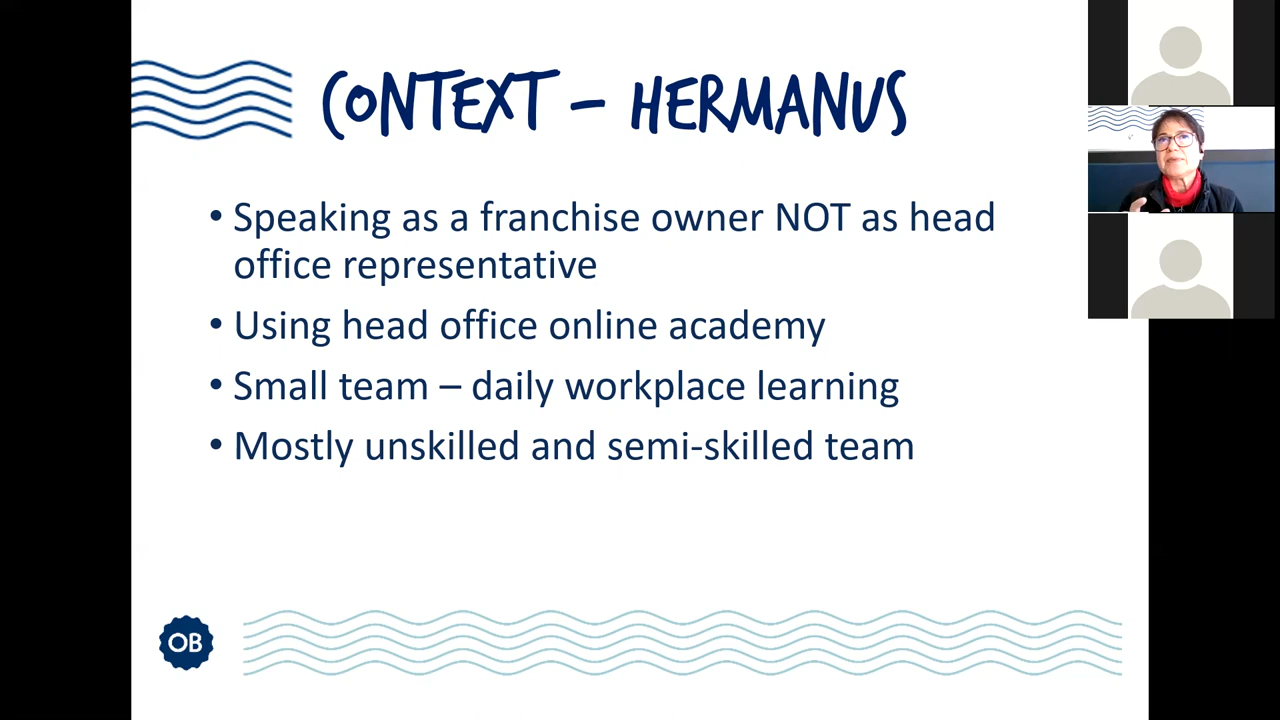 CONTEXT – HERMANUS
• Speaking as a franchise owner NOT as head
office representative
• Using head office online academy
• Small team – daily workplace learning
• Mostly unskilled and semi-skilled team
OB